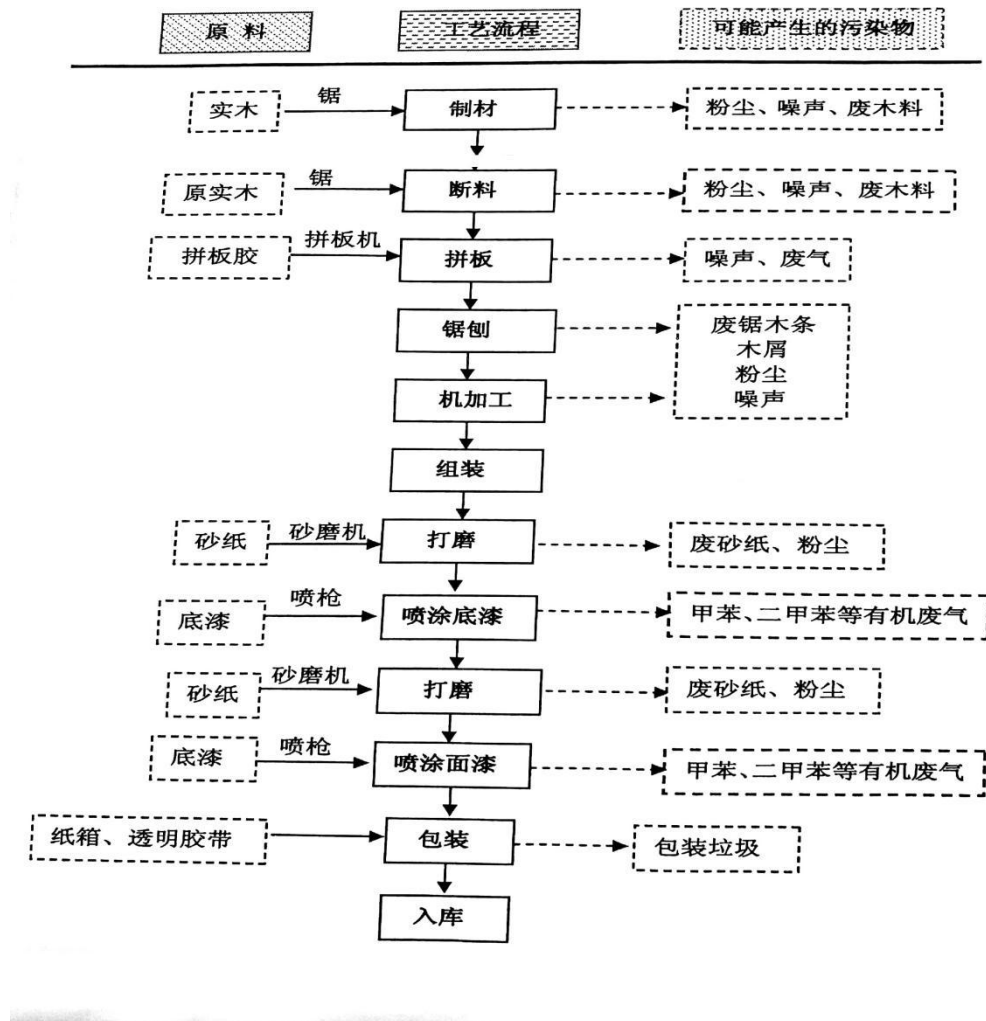 原 料 工艺流程 可能产生的污染物
实木 锯 制材 粉尘、噪声、废木料
原实木 锯 断料 粉尘、噪声、废木料
拼板胶 拼板机 拼板 噪声、废气
锯刨 废锯木条
木屑
粉尘
机加工 噪声
组装
砂纸 砂磨机 打磨 废砂纸、粉尘
底漆 喷枪 喷涂底漆 甲苯、二甲苯等有机废气
砂纸 砂磨机 打磨 废砂纸、粉尘
底漆 喷枪 喷涂面漆 甲苯、二甲苯等有机废气
纸箱、透明胶带 包装 包装垃圾
入库